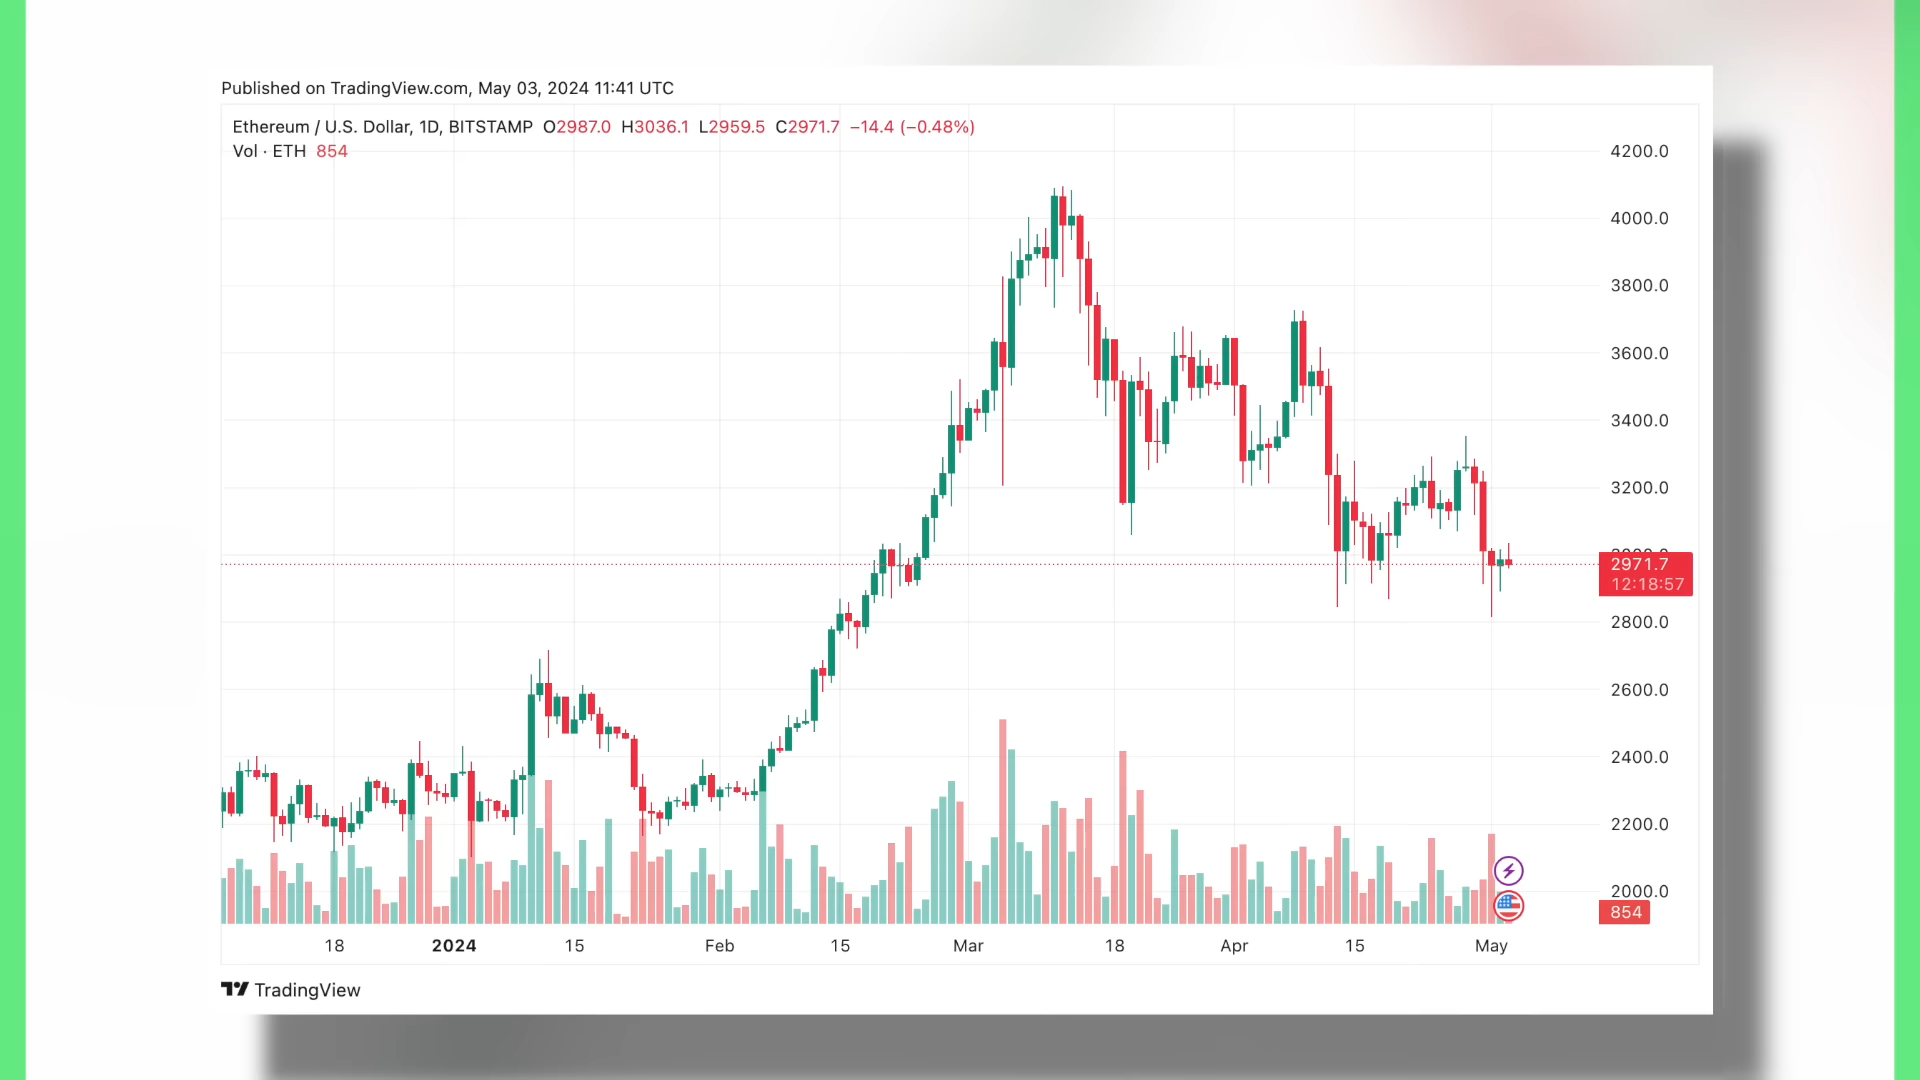 Published on TradingView.com, May 03, 2024 11:41 UTC
Ethereum / U.S. Dollar, 1D, BITSTAMP O2987.0 H3036.1 L2959.5 C2971.7 −14.4 (−0.48%)
Vol · ETH 854
4200.0
4000.0
3800.0
3600.0
3400.0
3200.0
2971.7
12:18:57
2800.0
2600.0
2400.0
2200.0
2000.0
854
18 2024 15 Feb 15 Mar 18 Apr 15 May
TradingView